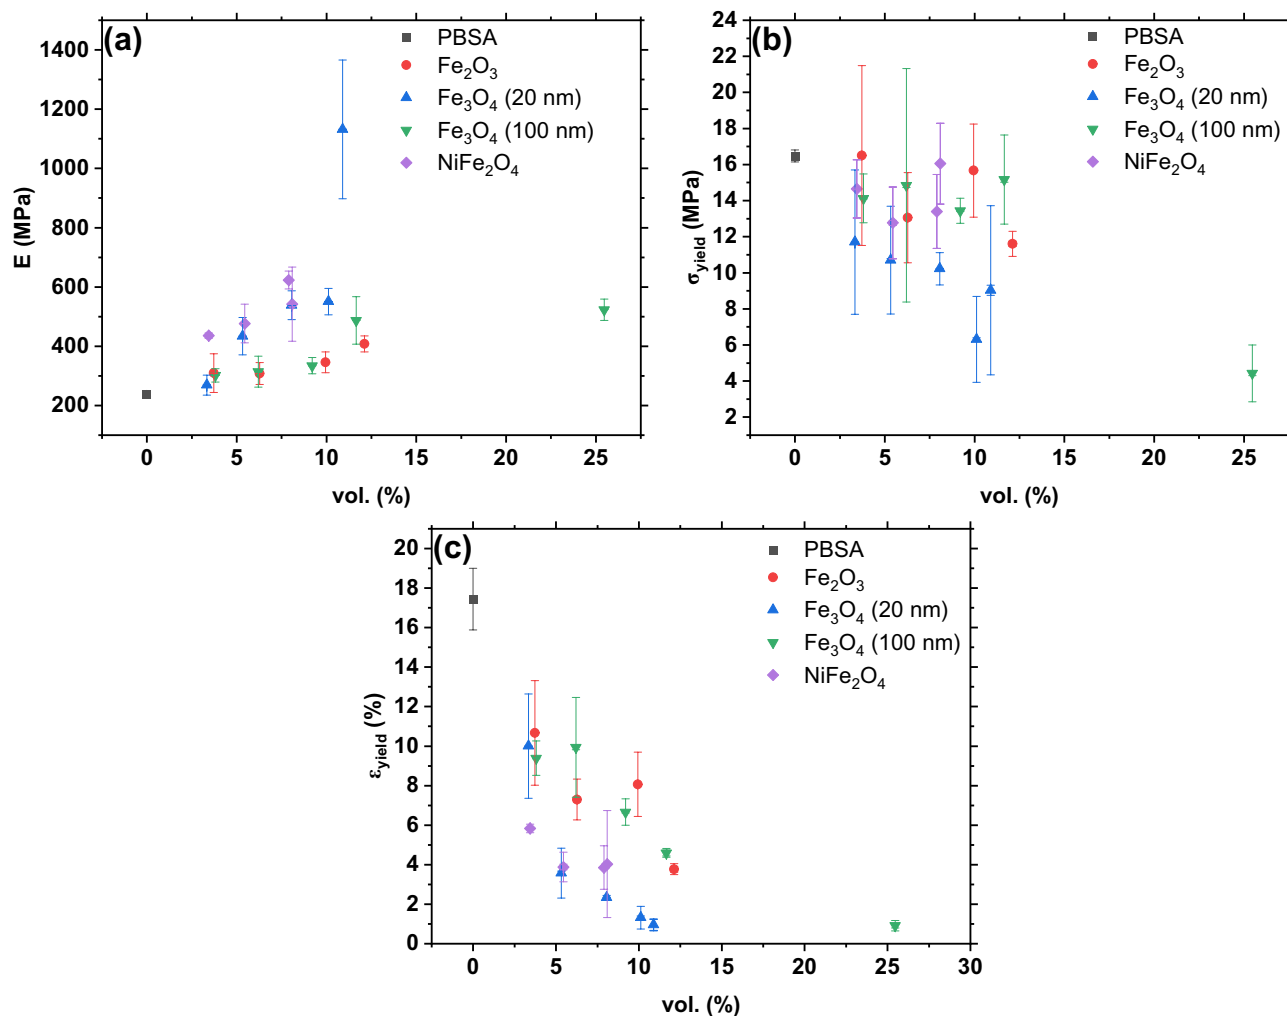 (a)
PBSA
Fe₂O₃
Fe₃O₄ (20 nm)
Fe₃O₄ (100 nm)
NiFe₂O₄
1400
1200
1000
800
600
400
200
E (MPa)
0 5 10 15 20 25
vol. (%)
(b)
PBSA
Fe₂O₃
Fe₃O₄ (20 nm)
Fe₃O₄ (100 nm)
NiFe₂O₄
24
22
20
18
16
14
12
10
8
6
4
2
σyield (MPa)
0 5 10 15 20 25
vol. (%)
(c)
PBSA
Fe₂O₃
Fe₃O₄ (20 nm)
Fe₃O₄ (100 nm)
NiFe₂O₄
20
18
16
14
12
10
8
6
4
2
0
εyield (%)
0 5 10 15 20 25 30
vol. (%)